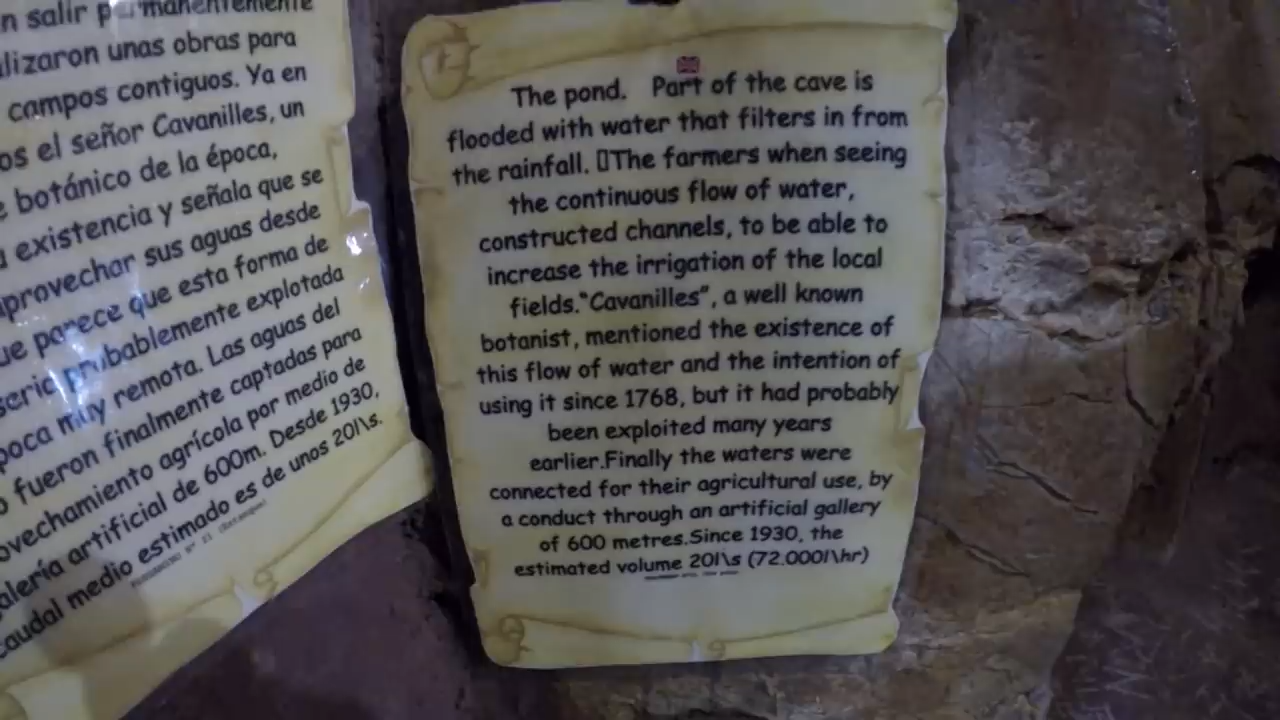 n salir permanentemente
lizaron unas obras para
campos contiguos. Ya en
os el señor Cavanilles, un
botánico de la época,
existencia y señala que se
provechar sus aguas desde
ue parece que esta forma de
seria probablemente explotada
poca muy remota. Las aguas del
fueron finalmente captadas para
ovechamiento agrícola por medio de
alería artificial de 600m. Desde 1930,
caudal medio estimado es de unos 20l\s.
The pond. Part of the cave is
flooded with water that filters in from
the rainfall. The farmers when seeing
the continuous flow of water,
constructed channels, to be able to
increase the irrigation of the local
fields."Cavanilles", a well known
botanist, mentioned the existence of
this flow of water and the intention of
using it since 1768, but it had probably
been exploited many years
earlier.Finally the waters were
connected for their agricultural use, by
a conduct through an artificial gallery
of 600 metres.Since 1930, the
estimated volume 20l\s (72.000l\hr)